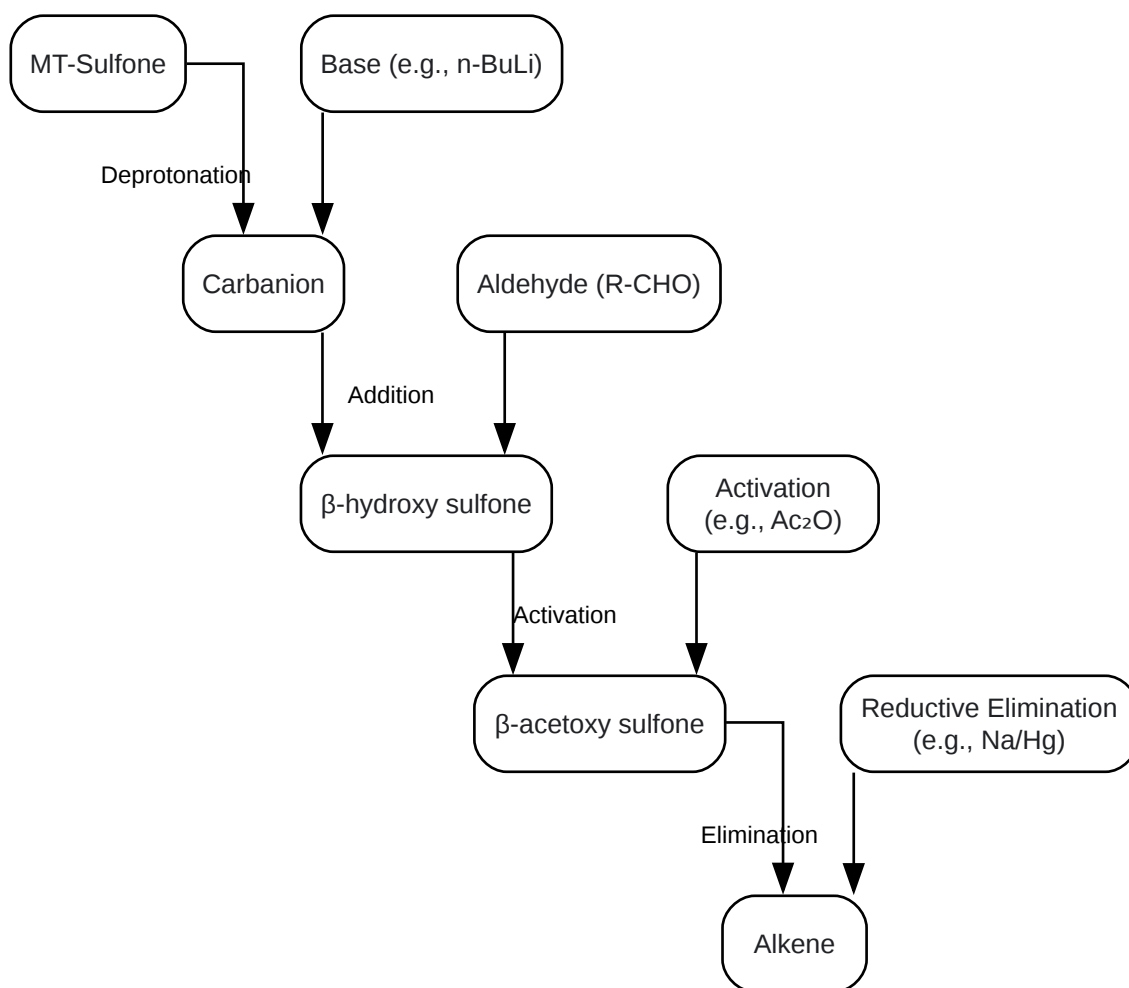 MT-Sulfone
Base (e.g., n-BuLi)
Deprotonation
Carbanion
Aldehyde (R-CHO)
Addition
β-hydroxy sulfone
Activation
(e.g., Ac₂O)
Activation
β-acetoxy sulfone
Reductive Elimination
(e.g., Na/Hg)
Elimination
Alkene